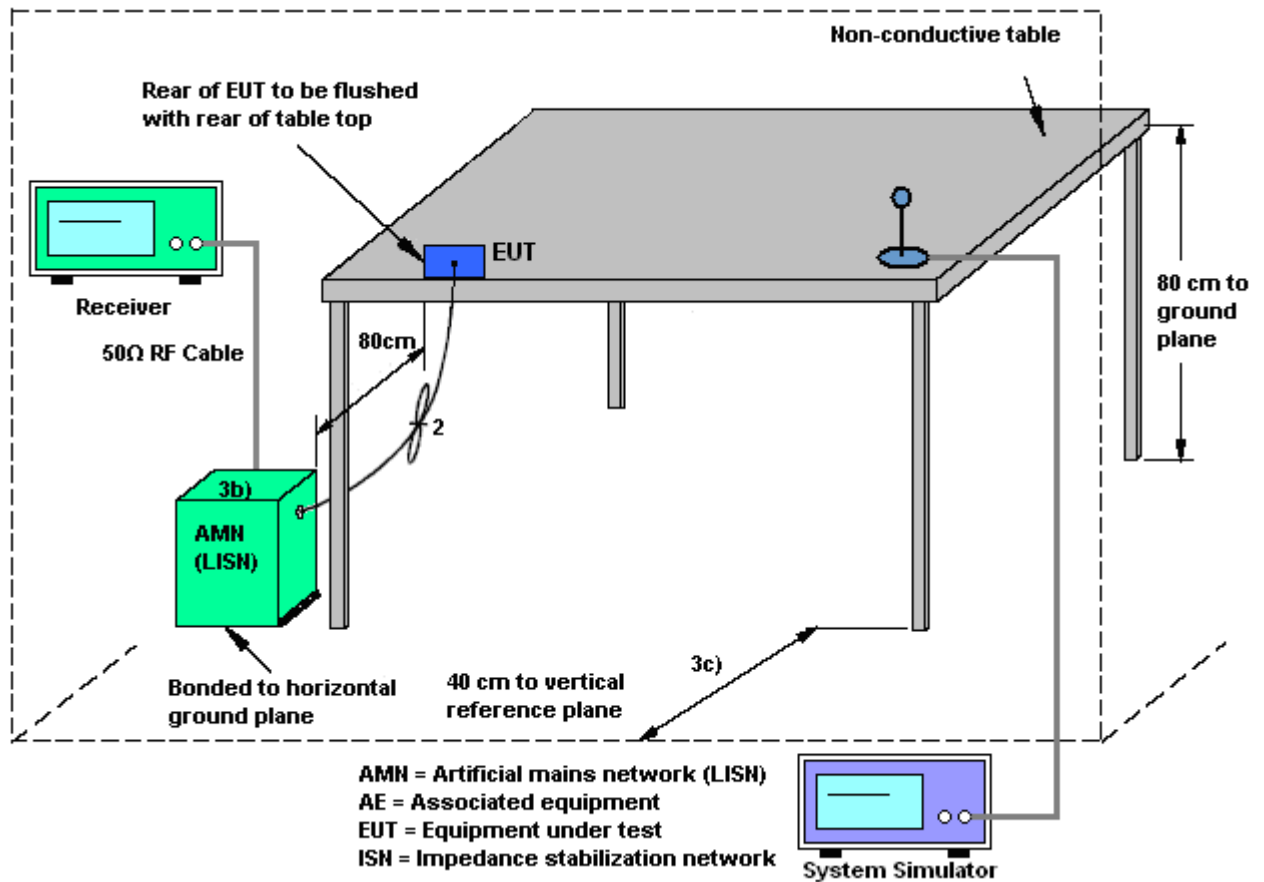 Non-conductive table
Rear of EUT to be flushed
with rear of table top
EUT
Receiver
80cm
80 cm to
ground
plane
50Ω RF Cable
2
3b)
AMN
(LISN)
3c)
Bonded to horizontal
ground plane
40 cm to vertical
reference plane
AMN = Artificial mains network (LISN)
AE = Associated equipment
EUT = Equipment under test
ISN = Impedance stabilization network
System Simulator